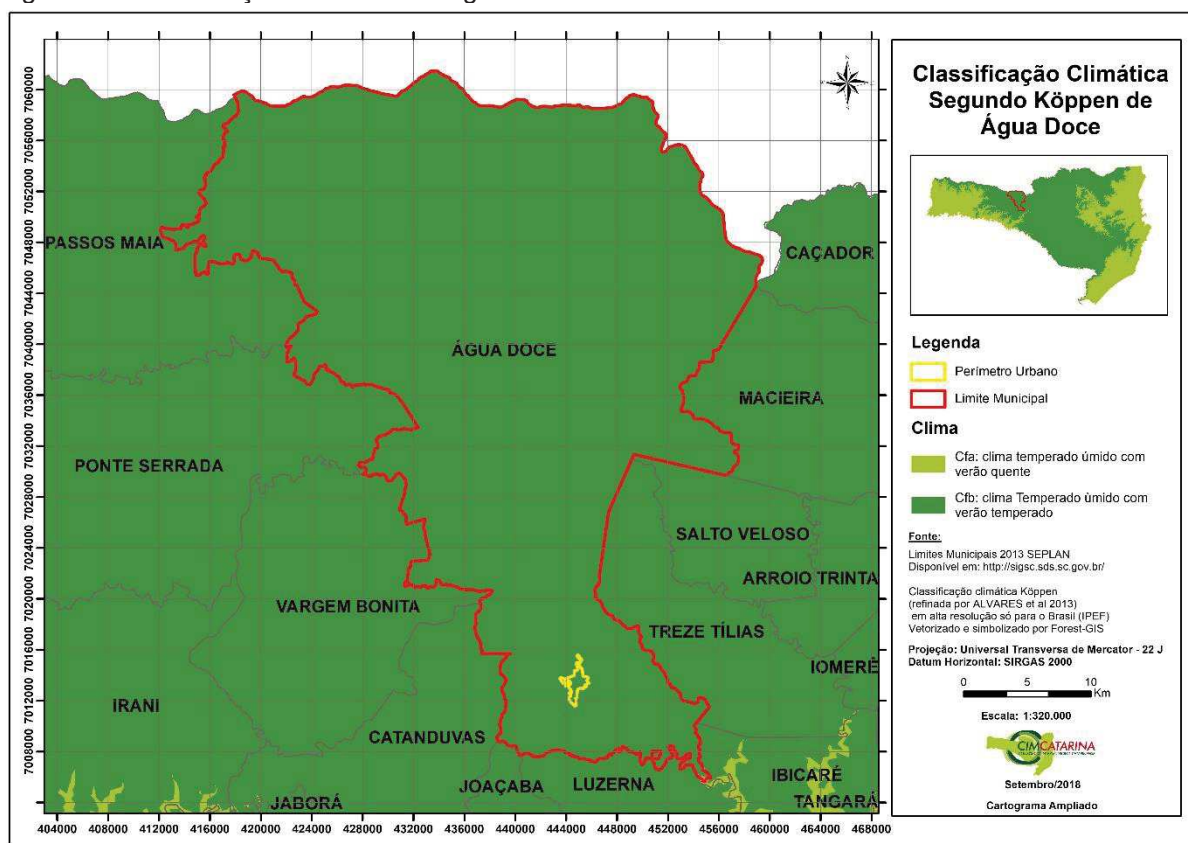 Classificação Climática
Segundo Köppen de
Água Doce
PASSOS MAIA
CAÇADOR
ÁGUA DOCE
MACIEIRA
PONTE SERRADA
SALTO VELOSO
ARROIO TRINTA
VARGEM BONITA
TREZE TÍLIAS
IOMERÊ
IRANI
CATANDUVAS
JOAÇABA
LUZERNA
IBICARÉ
JABORÁ
TANGARÁ
7060000
7056000
7052000
7048000
7044000
7040000
7036000
7032000
7028000
7024000
7020000
7016000
7012000
7008000
404000 408000 412000 416000 420000 424000 428000 432000 436000 440000 444000 448000 452000 456000 460000 464000 468000
Legenda
Perímetro Urbano
Limite Municipal
Clima
Cfa: clima temperado úmido com
verão quente
Cfb: clima Temperado úmido com
verão temperado
Fonte:
Limites Municipais 2013 SEPLAN
Disponível em: http://sigsc.sds.sc.gov.br/
Classificação climática Köppen
(refinada por ALVARES et al 2013)
em alta resolução só para o Brasil (IPEF)
Vetorizado e simbolizado por Forest-GIS
Projeção: Universal Transversa de Mercator - 22 J
Datum Horizontal: SIRGAS 2000
0 5 10
Km
Escala: 1:320.000
CIMCATARINA
Setembro/2018
Cartograma Ampliado